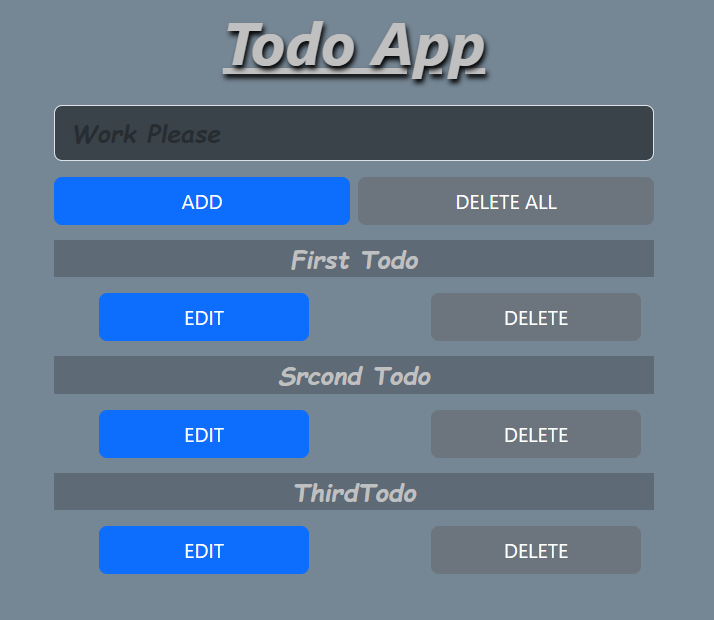 Todo App
Work Please
ADD DELETE ALL
First Todo
EDIT DELETE
Srcond Todo
EDIT DELETE
ThirdTodo
EDIT DELETE